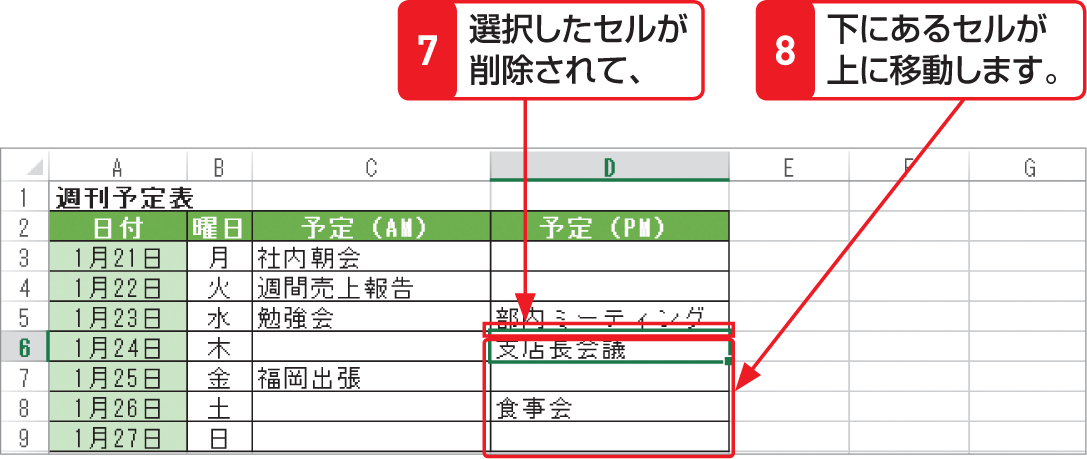 7 選択したセルが
削除されて、
8 下にあるセルが
上に移動します。
A B C D E F G
1 週刊予定表
2 日付 曜日 予定（AM） 予定（PM）
3 1月21日 月 社内朝会
4 1月22日 火 週間売上報告
5 1月23日 水 勉強会 部内ミーティング
6 1月24日 木 支店長会議
7 1月25日 金 福岡出張
8 1月26日 土 食事会
9 1月27日 日